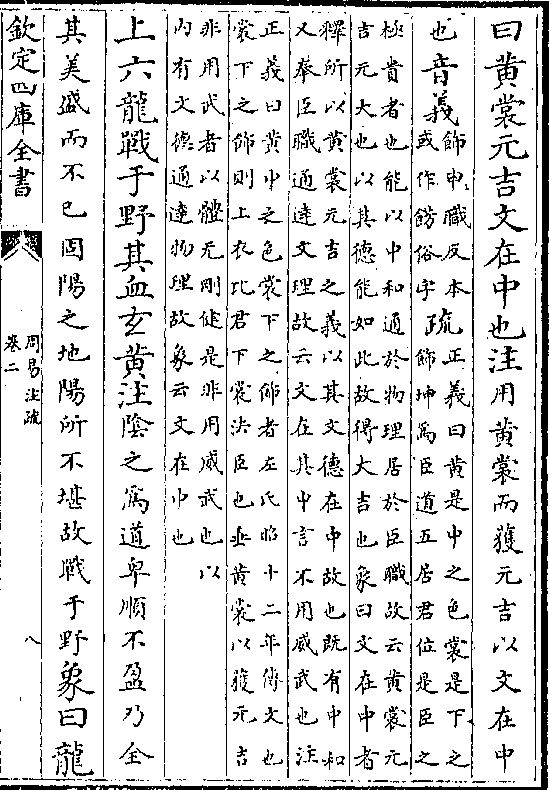 曰黄裳元吉文在中也注用黄裳而獲元吉以文在中
也音義飾申職反本
或作餝俗字疏正義曰黄是中之色裳是下之
飾坤為臣道五居君位是臣之
極貴者也能以中和通於物理居於臣職故云黄裳元
吉元大也以其德能如此故得大吉也象曰文在中者
釋所以黄裳元吉之義以其文德在中故也既有中和
又奉臣職通達文理故云文在其中言不用威武也注
正義曰黄中之色裳下之飾者左氏昭十二年傳文也
裳下之飾則上衣比君下裳法臣也垂黄裳以獲元吉
非用武者以體无剛健是非用威武也以
内有文德通達物理故象云文在中也
上六龍戰于野其血玄黄注陰之為道卑順不盈乃全
其美盛而不已固陽之地陽所不堪故戰于野象曰龍
欽定四庫全書
周易注疏
卷二
八